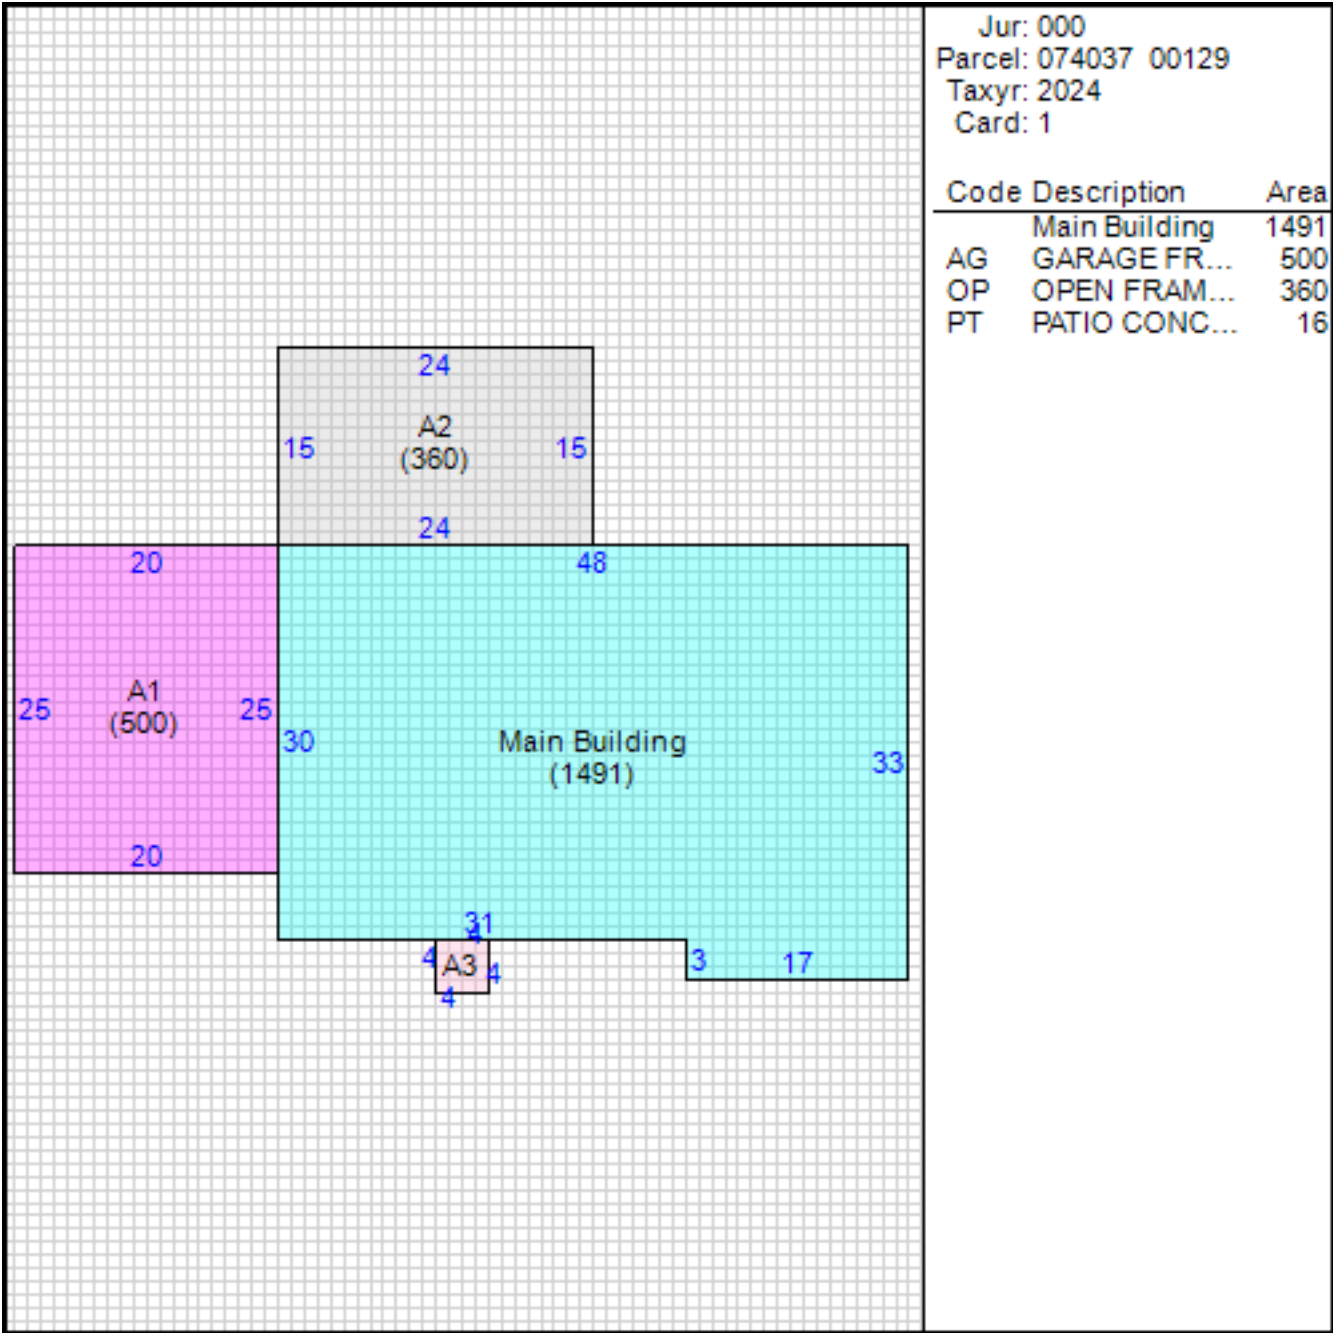 Jur: 000
Parcel: 074037 00129
Taxyr: 2024
Card: 1
Code Description Area
Main Building 1491
AG GARAGE FR... 500
OP OPEN FRAM... 360
PT PATIO CONC... 16
24
A2
15 15
(360)
24
20 48
A1
25 25
(500)
30 Main Building 33
(1491)
20
31
4
4 A3 4 3 17
4